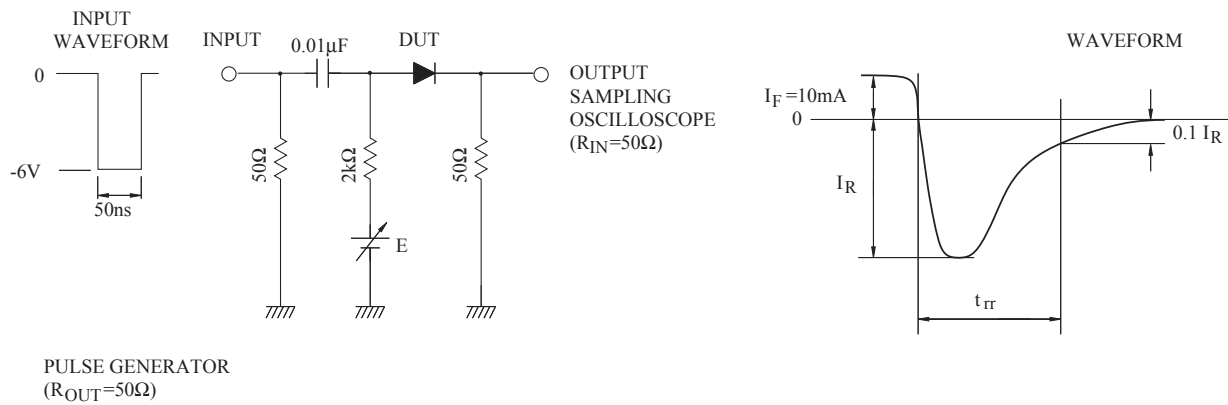 INPUT
WAVEFORM
0
-6V
50ns
INPUT
0.01μF
DUT
50Ω
2kΩ
E
50Ω
OUTPUT
SAMPLING
OSCILLOSCOPE
(RIN=50Ω)
PULSE GENERATOR
(ROUT=50Ω)
WAVEFORM
IF=10mA
0
IR
0.1 IR
trr